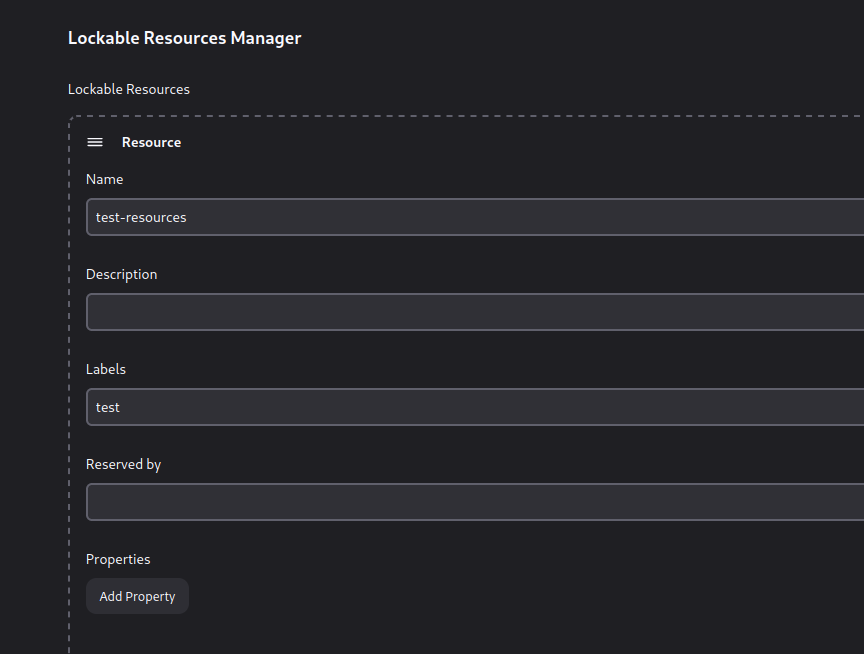 Lockable Resources Manager
Lockable Resources
Resource
Name
test-resources
Description
Labels
test
Reserved by
Properties
Add Property